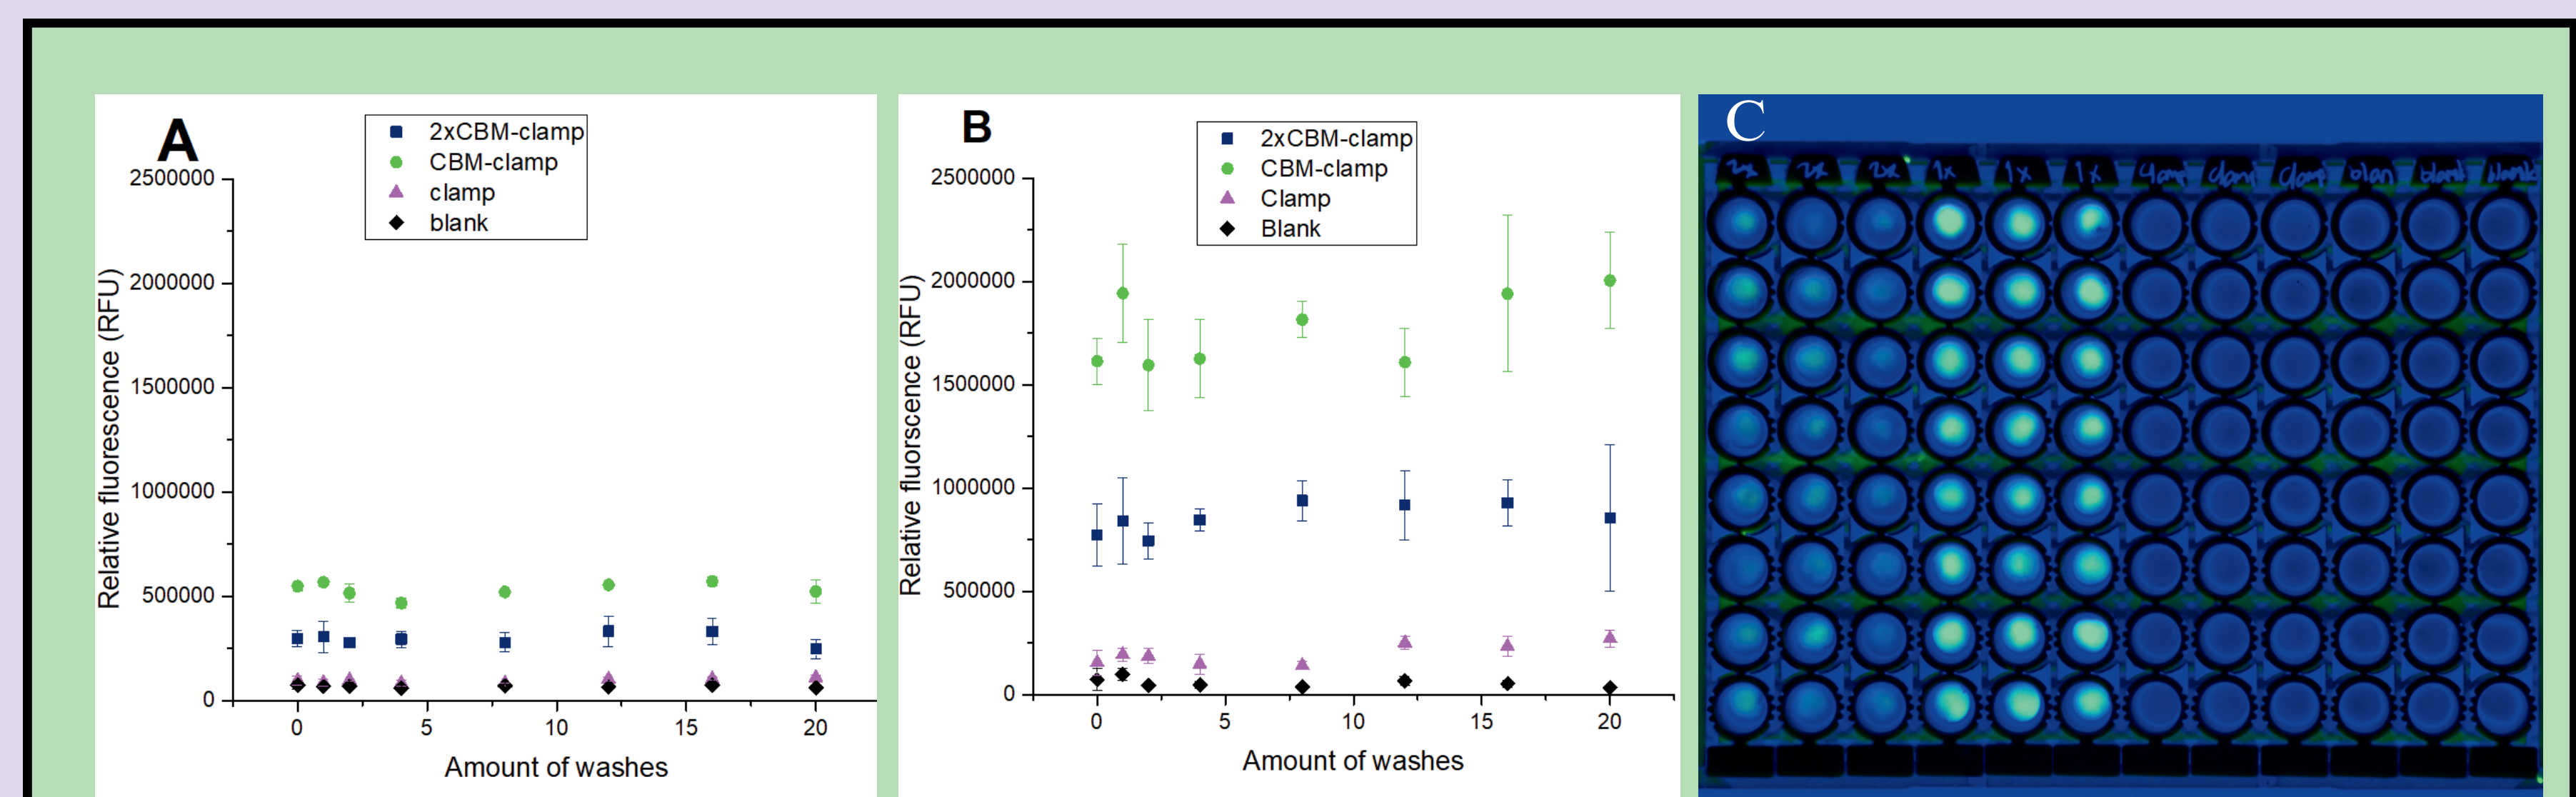 A
2xCBM-clamp
CBM-clamp
clamp
blank
2500000
2000000
1500000
1000000
500000
0
Relative fluorescence (RFU)
0 5 10 15 20
Amount of washes
B
2xCBM-clamp
CBM-clamp
Clamp
Blank
2500000
2000000
1500000
1000000
500000
0
Relative fluorscence (RFU)
0 5 10 15 20
Amount of washes
C
2x 2x 2x 1x 1x 1x clamp clamp clamp blan blank blank